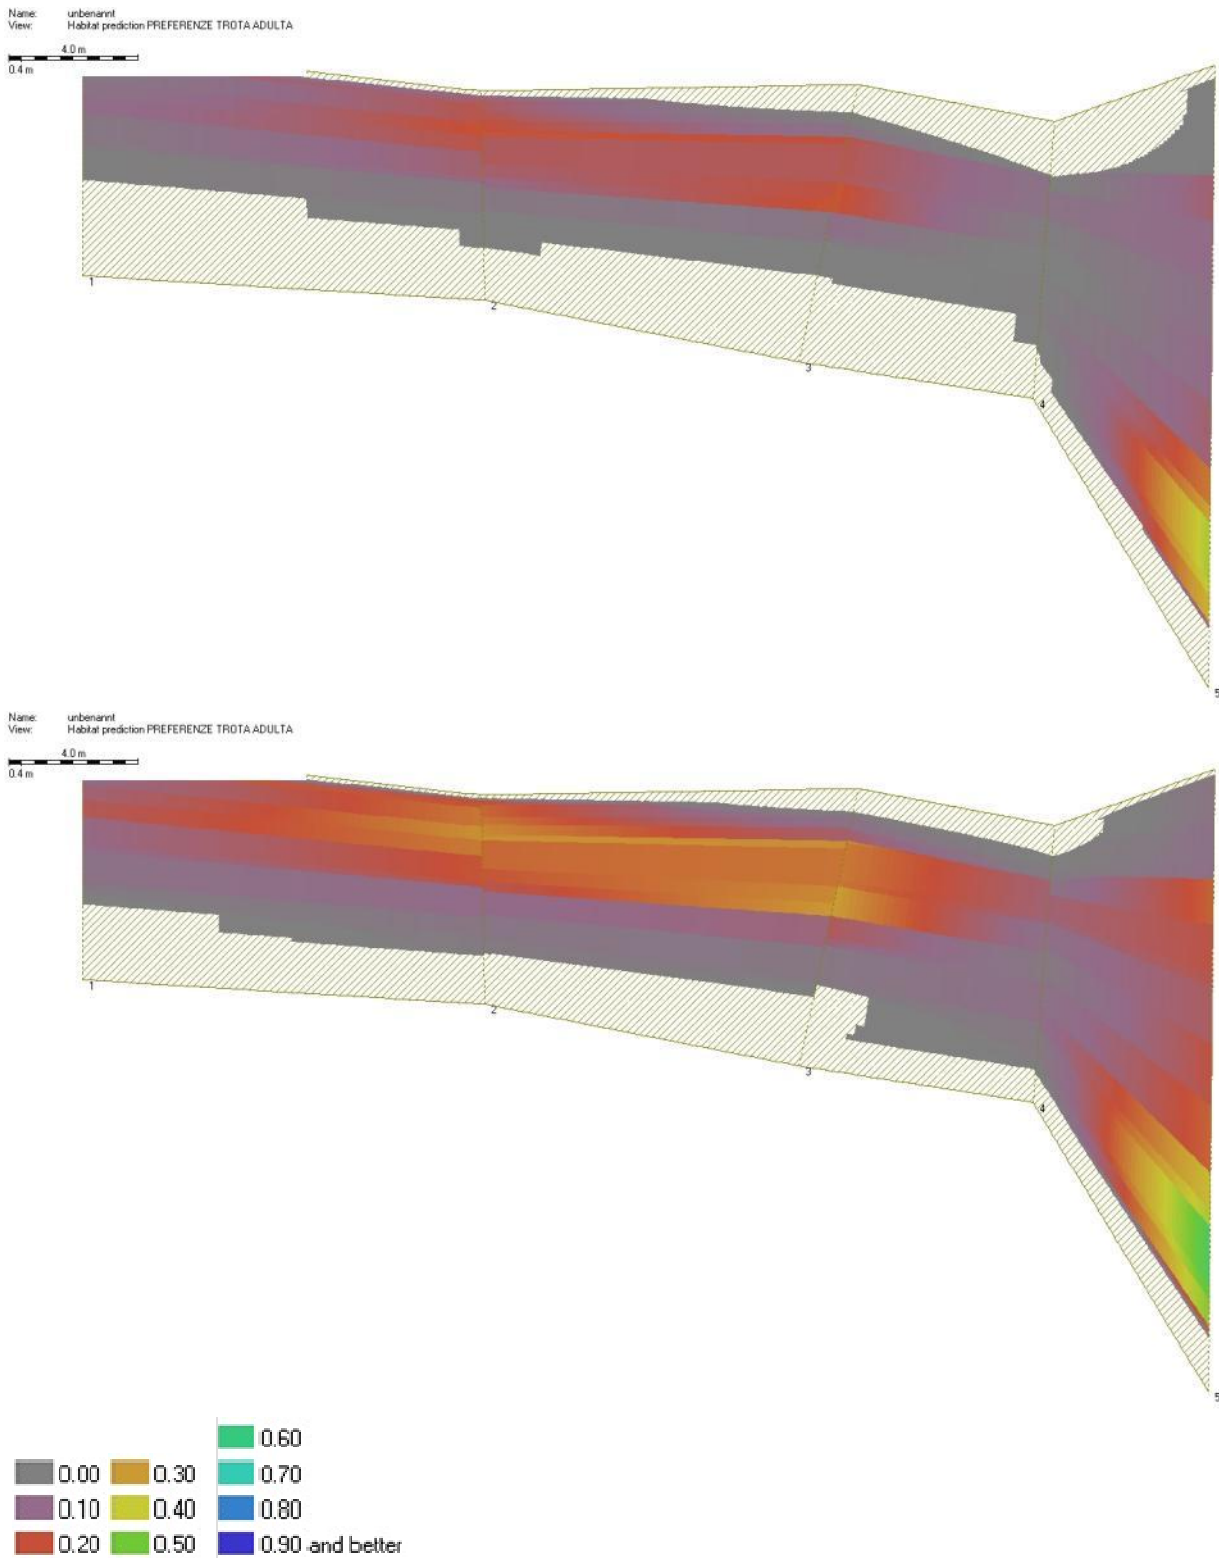 Name: unbenannt
View: Habitat prediction PREFERENZE TROTA ADULTA
4.0 m
0.4 m
1
2
3
4
5
Name: unbenannt
View: Habitat prediction PREFERENZE TROTA ADULTA
4.0 m
0.4 m
1
2
3
4
5
0.60
0.00 0.30 0.70
0.10 0.40 0.80
0.20 0.50 0.90 and better